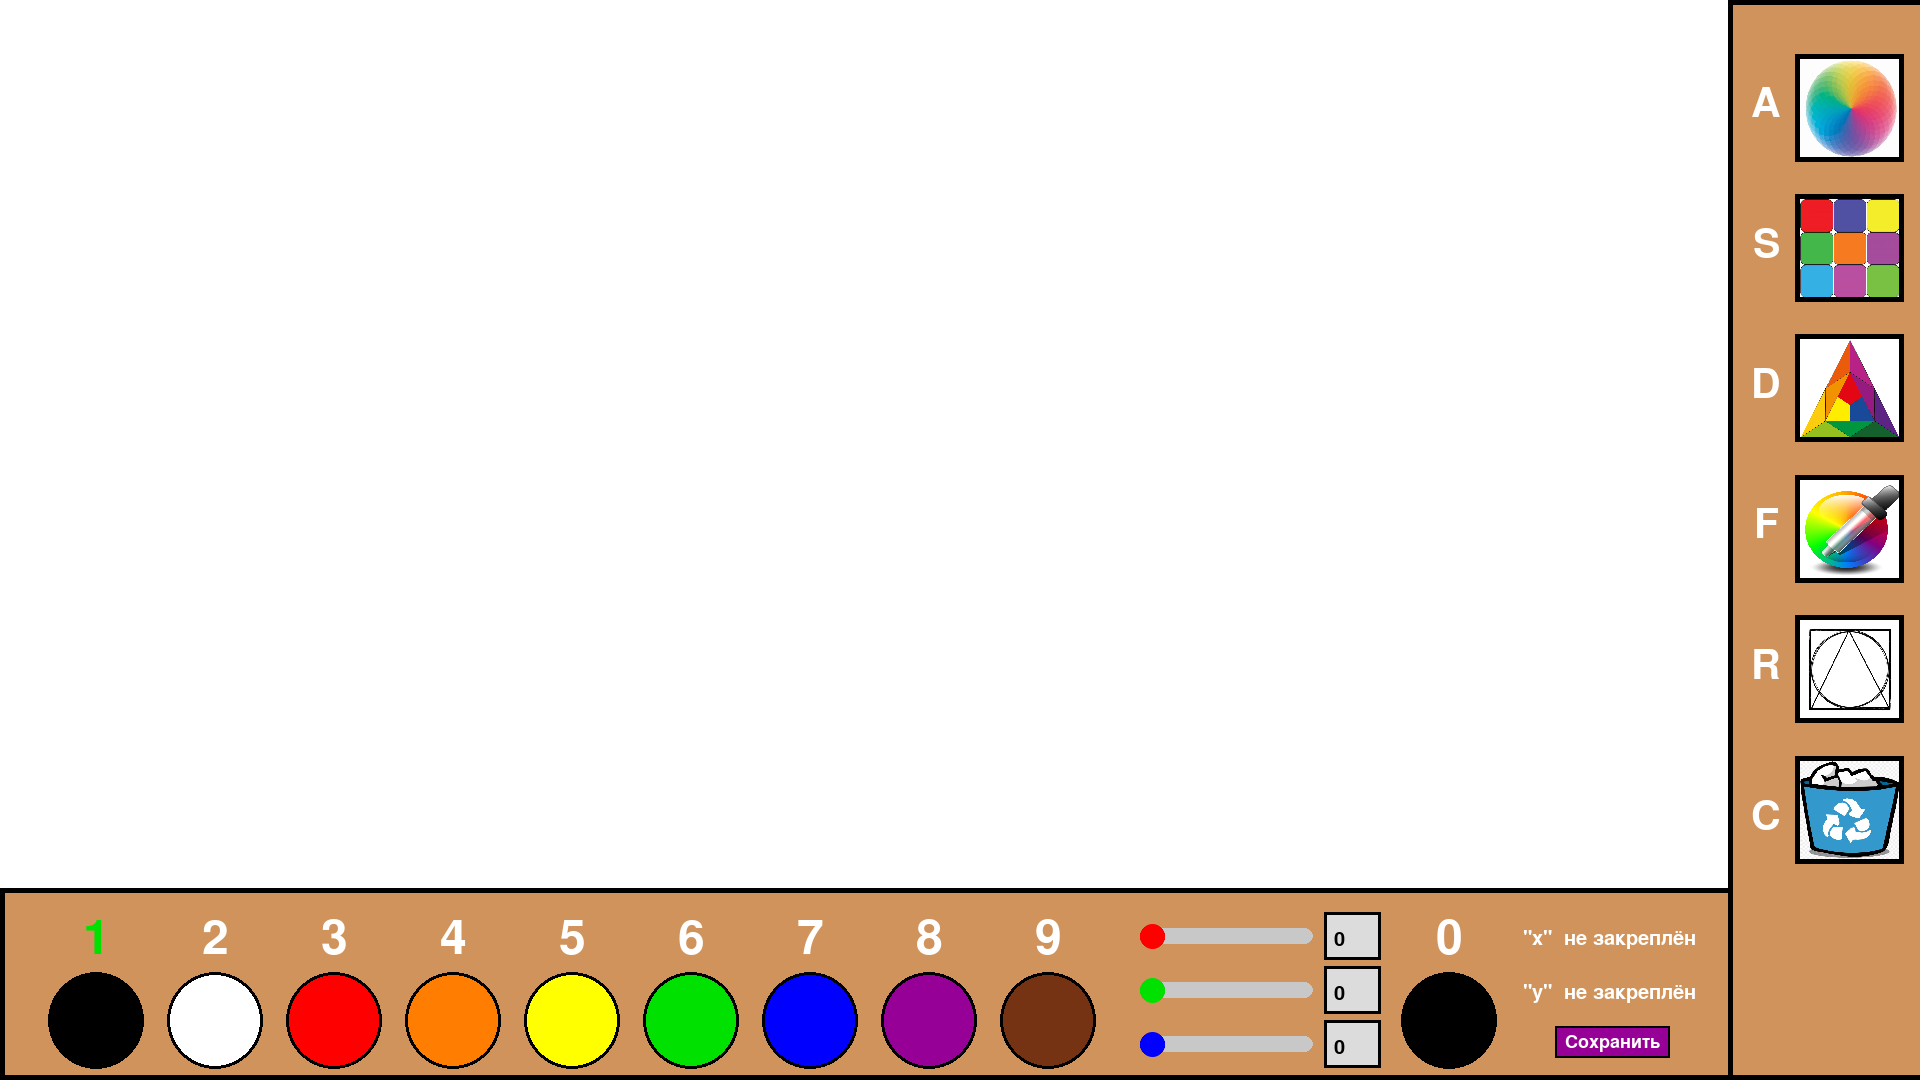 A
S
D
F
R
C
1 2 3 4 5 6 7 8 9 0 0 "x" не закреплён
0 "y" не закреплён
0 Сохранить